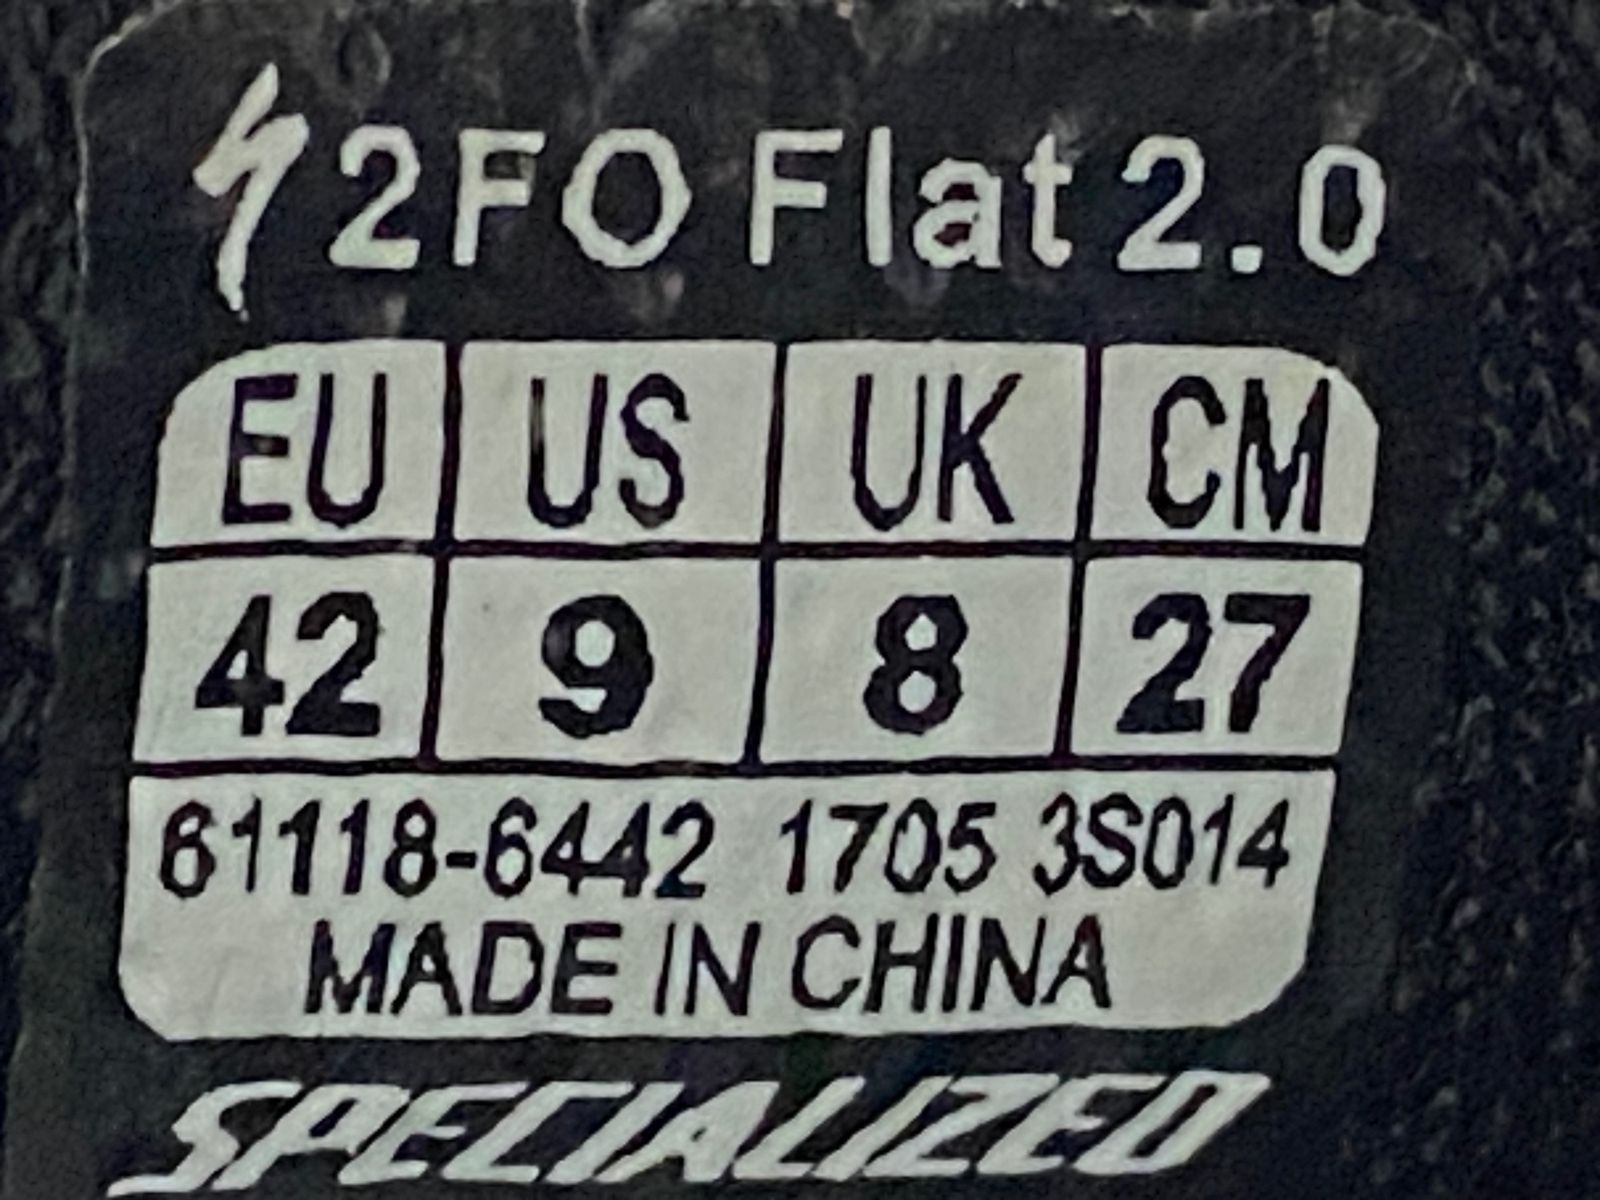 2FO Flat 2.0
EU US UK CM
42 9 8 27
61118-6442 1705 3S014
MADE IN CHINA
SPECIALIZED